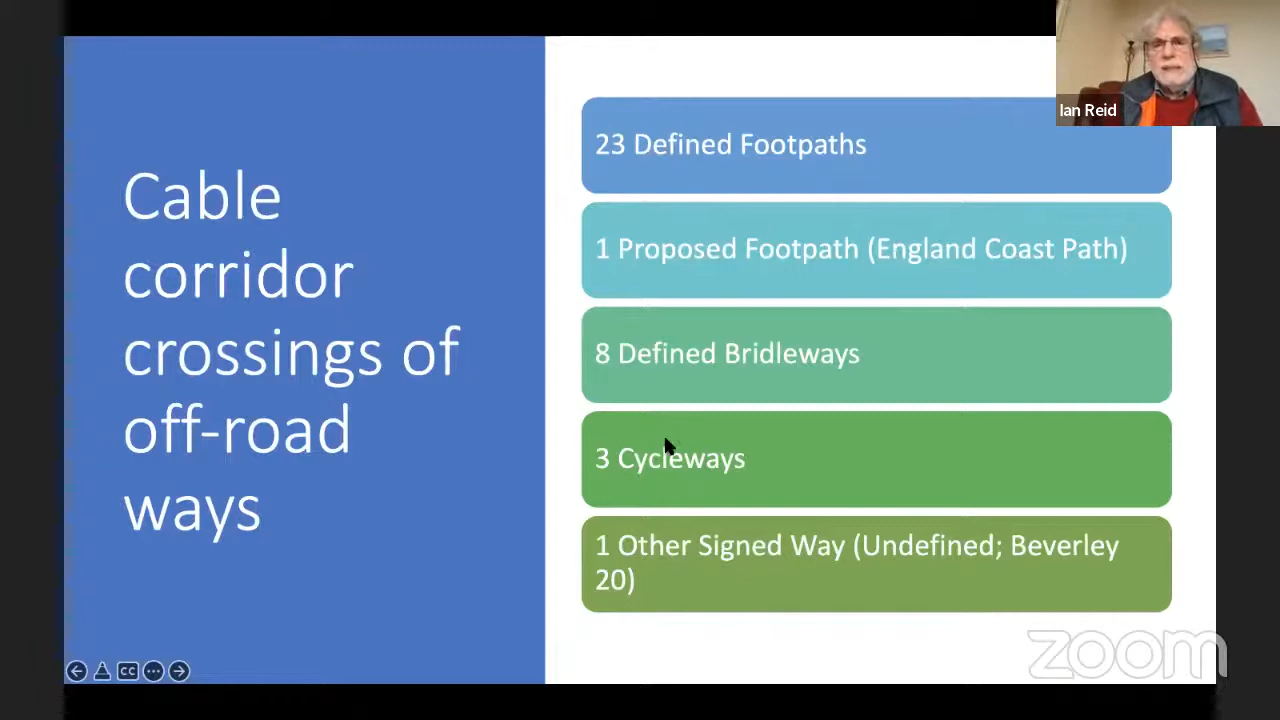 Cable
corridor
crossings of
off-road
ways
23 Defined Footpaths
1 Proposed Footpath (England Coast Path)
8 Defined Bridleways
3 Cycleways
1 Other Signed Way (Undefined; Beverley
20)
Ian Reid
CC
zoom